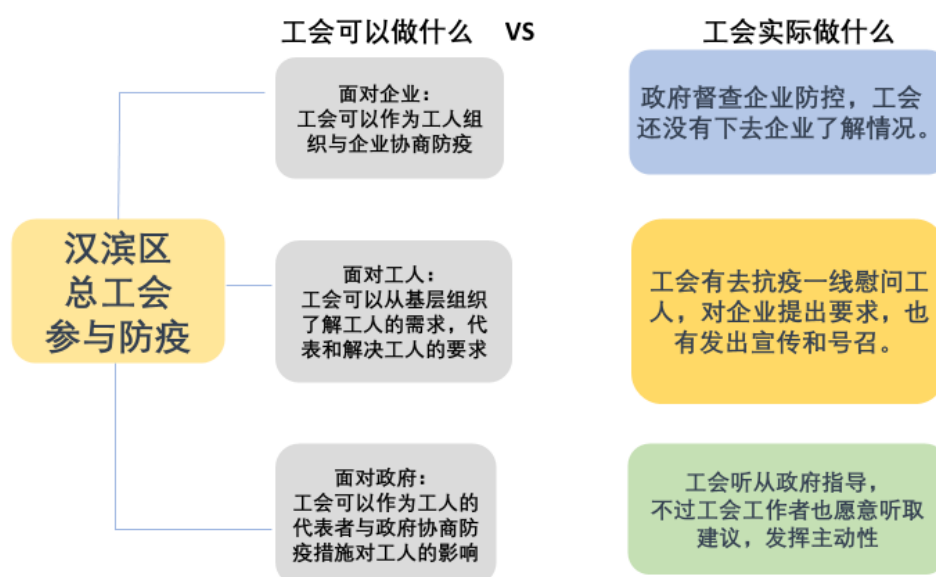 工会可以做什么 VS 工会实际做什么
汉滨区
总工会
参与防疫
面对企业：
工会可以作为工人组
织与企业协商防疫
政府督查企业防控，工会
还没有下去企业了解情况。
面对工人：
工会可以从基层组织
了解工人的需求，代
表和解决工人的要求
工会有去抗疫一线慰问工
人，对企业提出要求，也
有发出宣传和号召。
面对政府：
工会可以作为工人的
代表者与政府协商防
疫措施对工人的影响
工会听从政府指导，
不过工会工作者也愿意听取
建议，发挥主动性